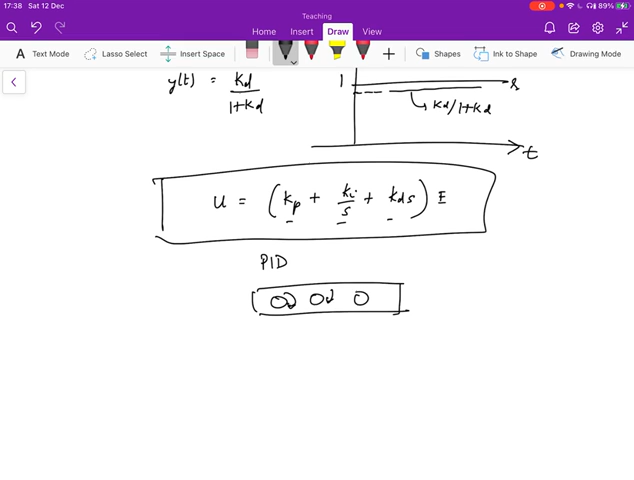 17:38 Sat 12 Dec 89%
Teaching
Home Insert Draw View
A Text Mode Lasso Select Insert Space Shapes Ink to Shape Drawing Mode
y(t) = Kd / 1+Kd
1
Kd/1+Kd
t
U = (Kp + Ki/s + Kds) E
PID